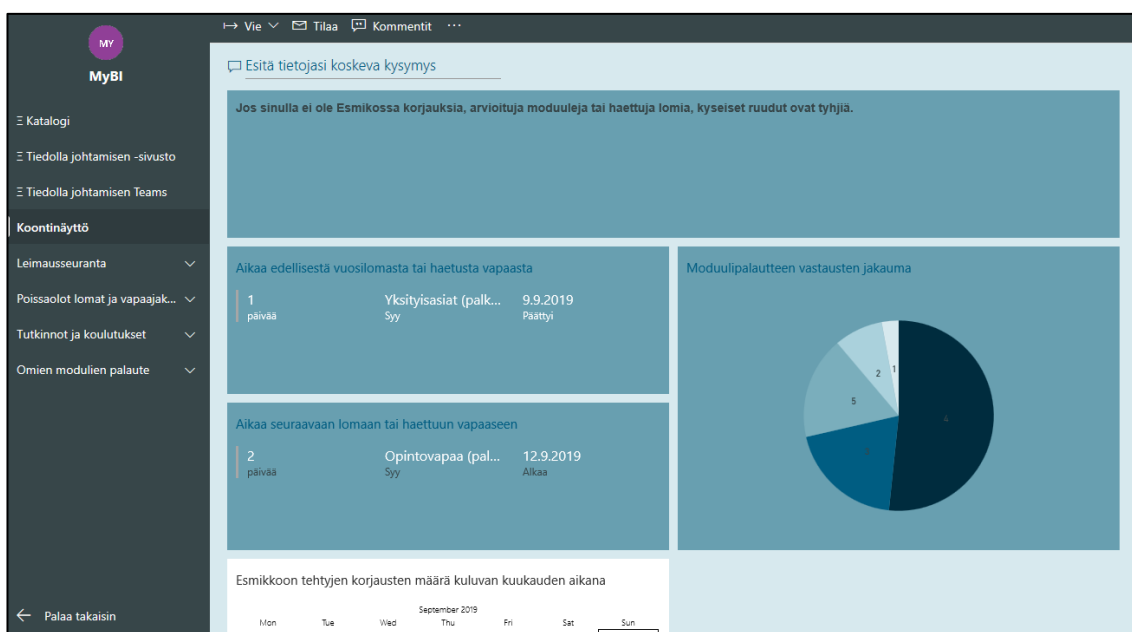 MY
MyBI
Ξ Katalogi
Ξ Tiedolla johtamisen -sivusto
Ξ Tiedolla johtamisen Teams
Koontinäyttö
Leimausseuranta
Poissaolot lomat ja vapaajak...
Tutkinnot ja koulutukset
Omien modulien palaute
Palaa takaisin
Vie
Tilaa
Kommentit
...
Esitä tietojasi koskeva kysymys
Jos sinulla ei ole Esmikossa korjauksia, arvioituja moduuleja tai haettuja lomia, kyseiset ruudut ovat tyhjiä.
Aikaa edellisestä vuosilomasta tai haetusta vapaasta
1 Yksityisasiat (palk... 9.9.2019
päivää Syy Päättyi
Aikaa seuraavaan lomaan tai haettuun vapaaseen
2 Opintovapaa (pal... 12.9.2019
päivää Syy Alkaa
Moduulipalautteen vastausten jakauma
1
2
5
4
Esmikkoon tehtyjen korjausten määrä kuluvan kuukauden aikana
September 2019
Mon Tue Wed Thu Fri Sat Sun